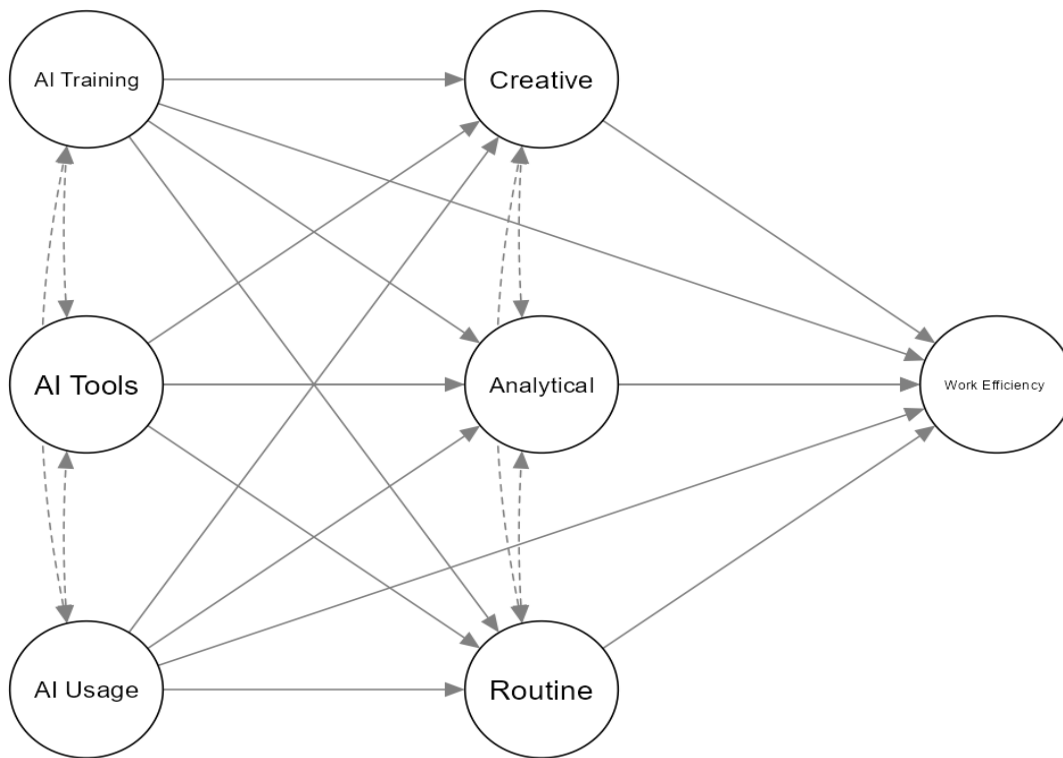 AI Training
Creative
AI Tools
Analytical
Work Efficiency
AI Usage
Routine